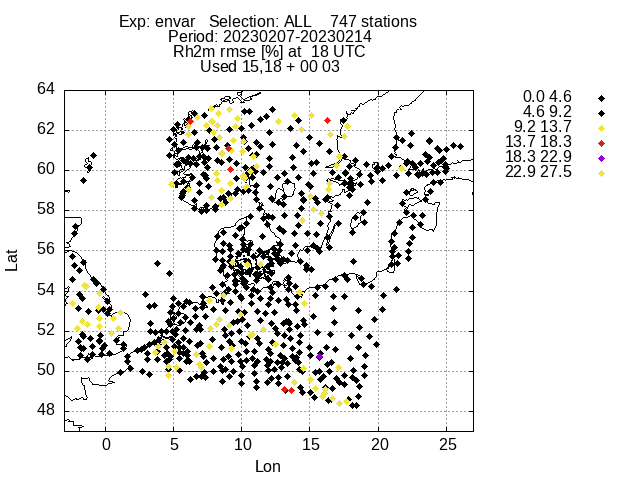 Exp: envar   Selection: ALL    747 stations
Period: 20230207-20230214
Rh2m rmse [%] at  18 UTC
Used 15,18 + 00 03
64
62
60
58
56
54
52
50
48
Lat
0 5 10 15 20 25
Lon
0.0 4.6
4.6 9.2
9.2 13.7
13.7 18.3
18.3 22.9
22.9 27.5